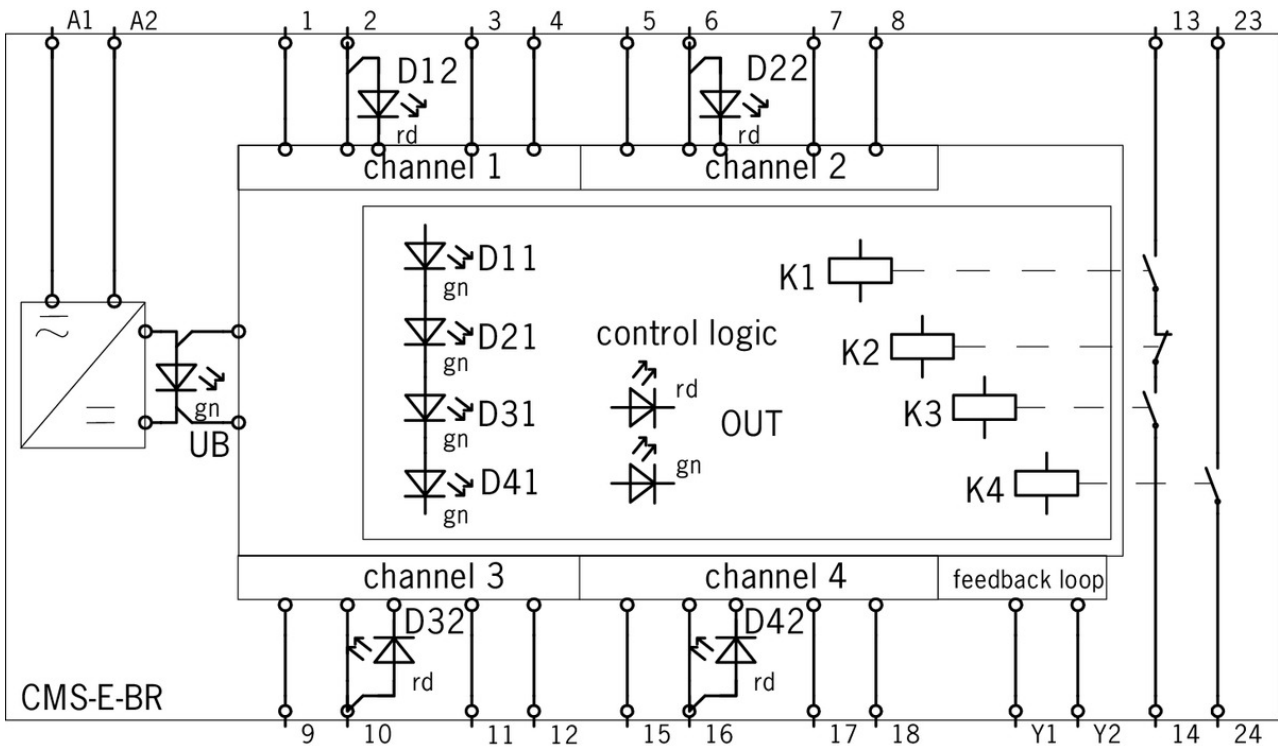 A1 A2 1 2 3 4 5 6 7 8 13 23
D12 D22
rd rd
channel 1 channel 2
D11
gn
K1
D21
gn
control logic
K2
rd
D31
gn
OUT
K3
gn
UB
gn
D41
gn
K4
channel 3 channel 4 feedback loop
D32 D42
rd rd
CMS-E-BR
9 10 11 12 15 16 17 18 Y1 Y2 14 24